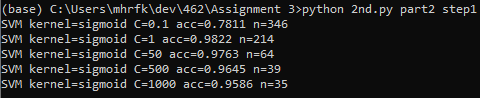 (base) C:\Users\mhrfk\dev\462\Assignment 3>python 2nd.py part2 step1
SVM kernel=sigmoid C=0.1 acc=0.7811 n=346
SVM kernel=sigmoid C=1 acc=0.9822 n=214
SVM kernel=sigmoid C=50 acc=0.9763 n=64
SVM kernel=sigmoid C=500 acc=0.9645 n=39
SVM kernel=sigmoid C=1000 acc=0.9586 n=35